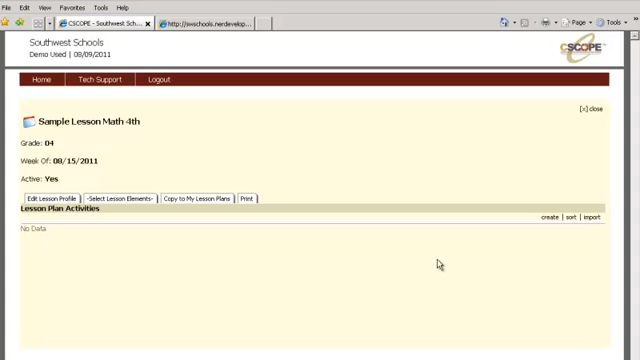 File Edit View Favorites Tools Help
CSCOPE - Southwest Schools ... http://swschools.nerdevelop...
Page Tools
Southwest Schools
Demo Used | 08/09/2011
CSCOPE
Home Tech Support Logout
[x] close
Sample Lesson Math 4th
Grade: 04
Week Of: 08/15/2011
Active: Yes
Edit Lesson Profile -Select Lesson Elements- Copy to My Lesson Plans Print
Lesson Plan Activities
create | sort | import
No Data